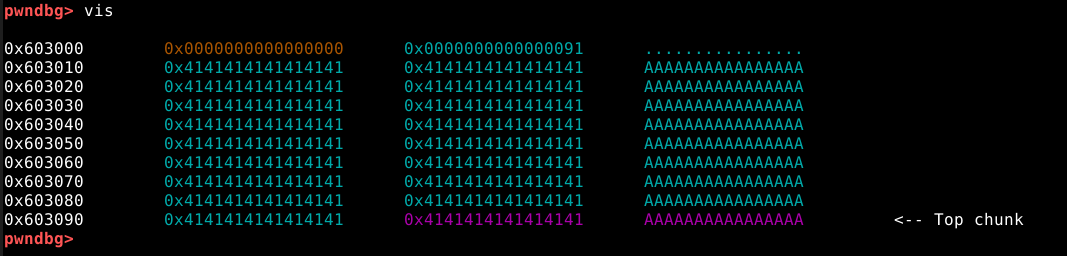 pwndbg> vis
0x603000 0x0000000000000000 0x0000000000000091 ................
0x603010 0x4141414141414141 0x4141414141414141 AAAAAAAAAAAAAAAA
0x603020 0x4141414141414141 0x4141414141414141 AAAAAAAAAAAAAAAA
0x603030 0x4141414141414141 0x4141414141414141 AAAAAAAAAAAAAAAA
0x603040 0x4141414141414141 0x4141414141414141 AAAAAAAAAAAAAAAA
0x603050 0x4141414141414141 0x4141414141414141 AAAAAAAAAAAAAAAA
0x603060 0x4141414141414141 0x4141414141414141 AAAAAAAAAAAAAAAA
0x603070 0x4141414141414141 0x4141414141414141 AAAAAAAAAAAAAAAA
0x603080 0x4141414141414141 0x4141414141414141 AAAAAAAAAAAAAAAA
0x603090 0x4141414141414141 0x4141414141414141 AAAAAAAAAAAAAAAA <-- Top chunk
pwndbg>